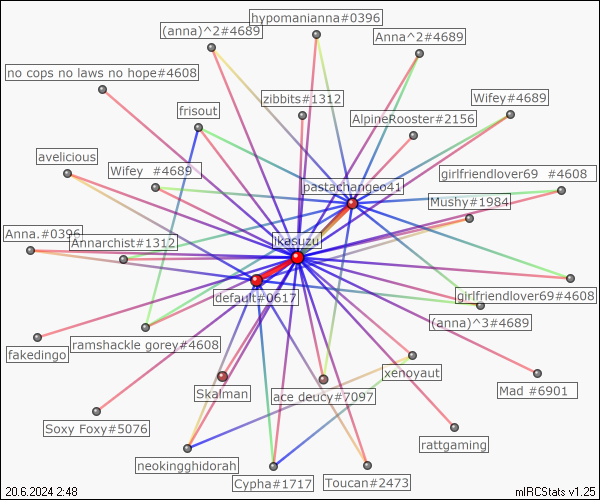 hypomanianna#0396
(anna)^2#4689
Anna^2#4689
no cops no laws no hope#4608
zibbits#1312
Wifey#4689
frisout
AlpineRooster#2156
avelicious
Wifey #4689
girlfriendlover69 #4608
pastachangeo41
Mushy#1984
Anna.#0396
Annarchist#1312
ikesuzu
default#0617
girlfriendlover69#4608
(anna)^3#4689
fakedingo
ramshackle gorey#4608
xenoyaut
Skalman
ace deucy#7097
Mad #6901
Soxy Foxy#5076
rattgaming
neokingghidorah
Cypha#1717
Toucan#2473
20.6.2024 2:48
mIRCStats v1.25